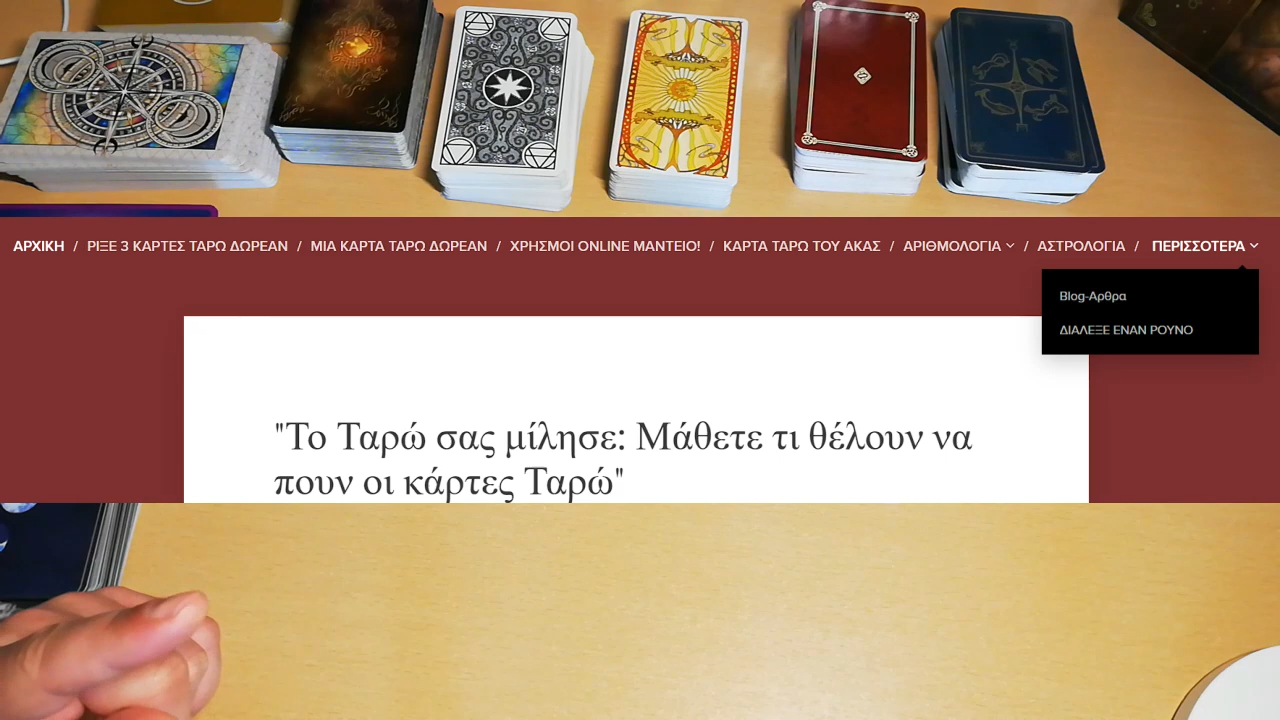 ΑΡΧΙΚΗ / ΡΙΞΕ 3 ΚΑΡΤΕΣ ΤΑΡΩ ΔΩΡΕΑΝ / ΜΙΑ ΚΑΡΤΑ ΤΑΡΩ ΔΩΡΕΑΝ / ΧΡΗΣΜΟΙ ONLINE ΜΑΝΤΕΙΟ! / ΚΑΡΤΑ ΤΑΡΩ ΤΟΥ ΑΚΑΣ / ΑΡΙΘΜΟΛΟΓΙΑ / ΑΣΤΡΟΛΟΓΙΑ / ΠΕΡΙΣΣΟΤΕΡΑ
Blog-Αρθρα
ΔΙΑΛΕΞΕ ΕΝΑΝ ΡΟΥΝΟ
"Το Ταρώ σας μίλησε: Μάθετε τι θέλουν να
πουν οι κάρτες Ταρώ"